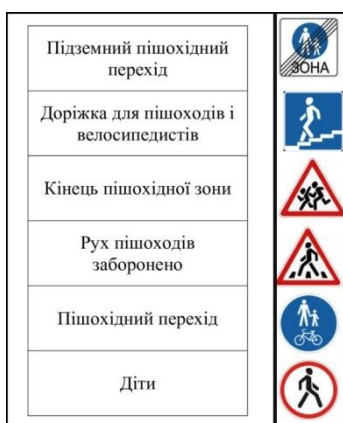 Підземний пішохідний
перехід
Доріжка для пішоходів і
велосипедистів
Кінець пішохідної зони
Рух пішоходів
заборонено
Пішохідний перехід
Діти
ЗОНА